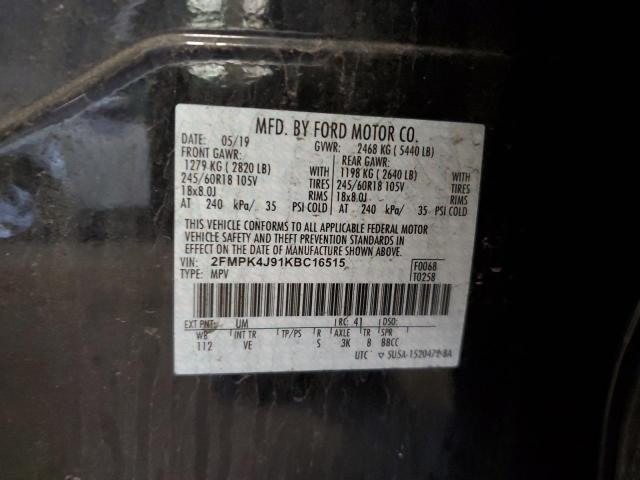 MFD. BY FORD MOTOR CO.
DATE: 05/19 GVWR: 2468 KG ( 5440 LB)
FRONT GAWR: REAR GAWR:
1279 KG ( 2820 LB) WITH 1198 KG ( 2640 LB) WITH
245/60R18 105V TIRES 245/60R18 105V TIRES
18x8.0J RIMS 18x8.0J RIMS
AT 240 kPa/ 35 PSI COLD AT 240 kPa/ 35 PSI COLD
THIS VEHICLE CONFORMS TO ALL APPLICABLE FEDERAL MOTOR
VEHICLE SAFETY AND THEFT PREVENTION STANDARDS IN
EFFECT ON THE DATE OF MANUFACTURE SHOWN ABOVE.
VIN: 2FMPK4J91KBC16515 F0068
TYPE: MPV T0258
EXT PNT: UM RC: 41 DSO:
WB INT TR TP/PS R AXLE TR SPR
112 VE S 3K 8 BBCC
UTC